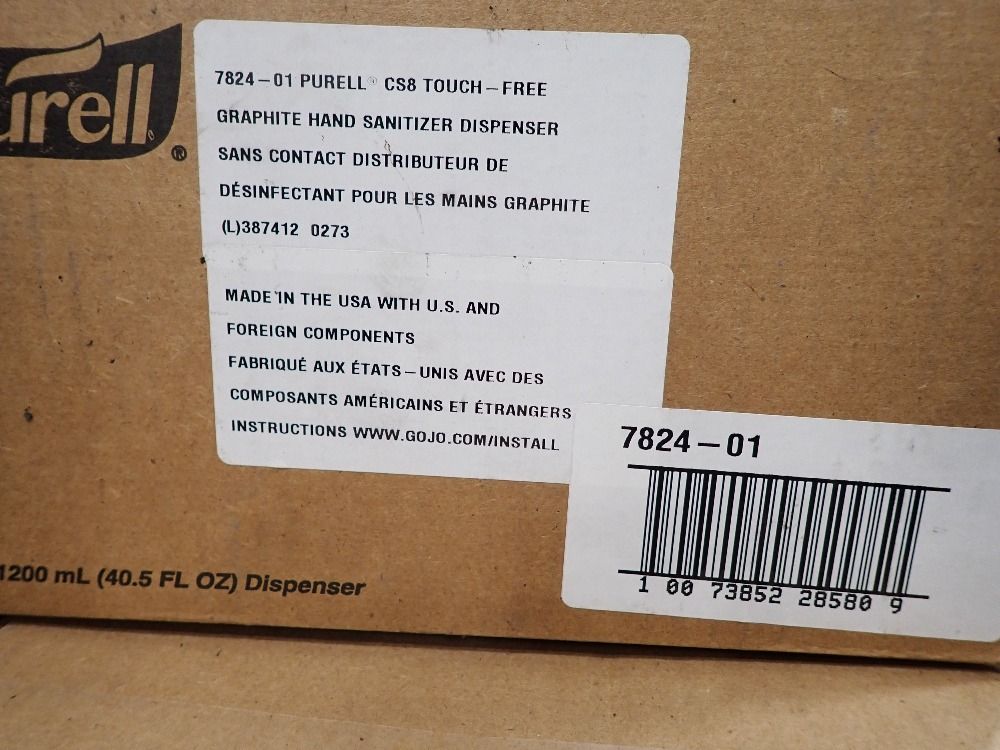 Purell
®
7824-01 PURELL® CS8 TOUCH-FREE
GRAPHITE HAND SANITIZER DISPENSER
SANS CONTACT DISTRIBUTEUR DE
DÉSINFECTANT POUR LES MAINS GRAPHITE
(L)387412 0273
MADE IN THE USA WITH U.S. AND
FOREIGN COMPONENTS
FABRIQUÉ AUX ÉTATS-UNIS AVEC DES
COMPOSANTS AMÉRICAINS ET ÉTRANGERS
INSTRUCTIONS WWW.GOJO.COM/INSTALL
7824-01
1 00 73852 28580 9
1200 mL (40.5 FL OZ) Dispenser